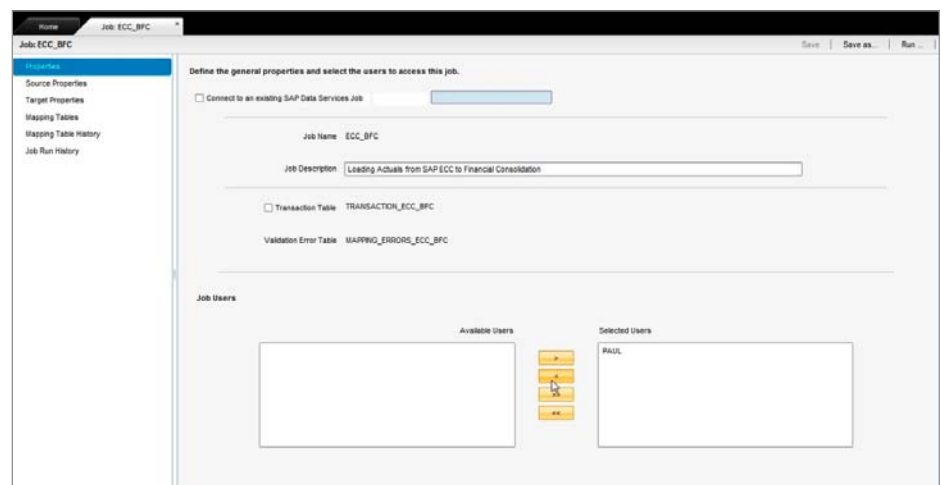 Home
Job: ECC_BFC
Job: ECC_BFC
Save | Save as... | Run ... |
Properties
Source Properties
Target Properties
Mapping Tables
Mapping Table History
Job Run History
Define the general properties and select the users to access this job.
Connect to an existing SAP Data Services Job
Job Name ECC_BFC
Job Description Loading Actuals from SAP ECC to Financial Consolidation
Transaction Table TRANSACTION_ECC_BFC
Validation Error Table MAPPING_ERRORS_ECC_BFC
Job Users
Available Users
Selected Users
PAUL
>
<
>>
<<